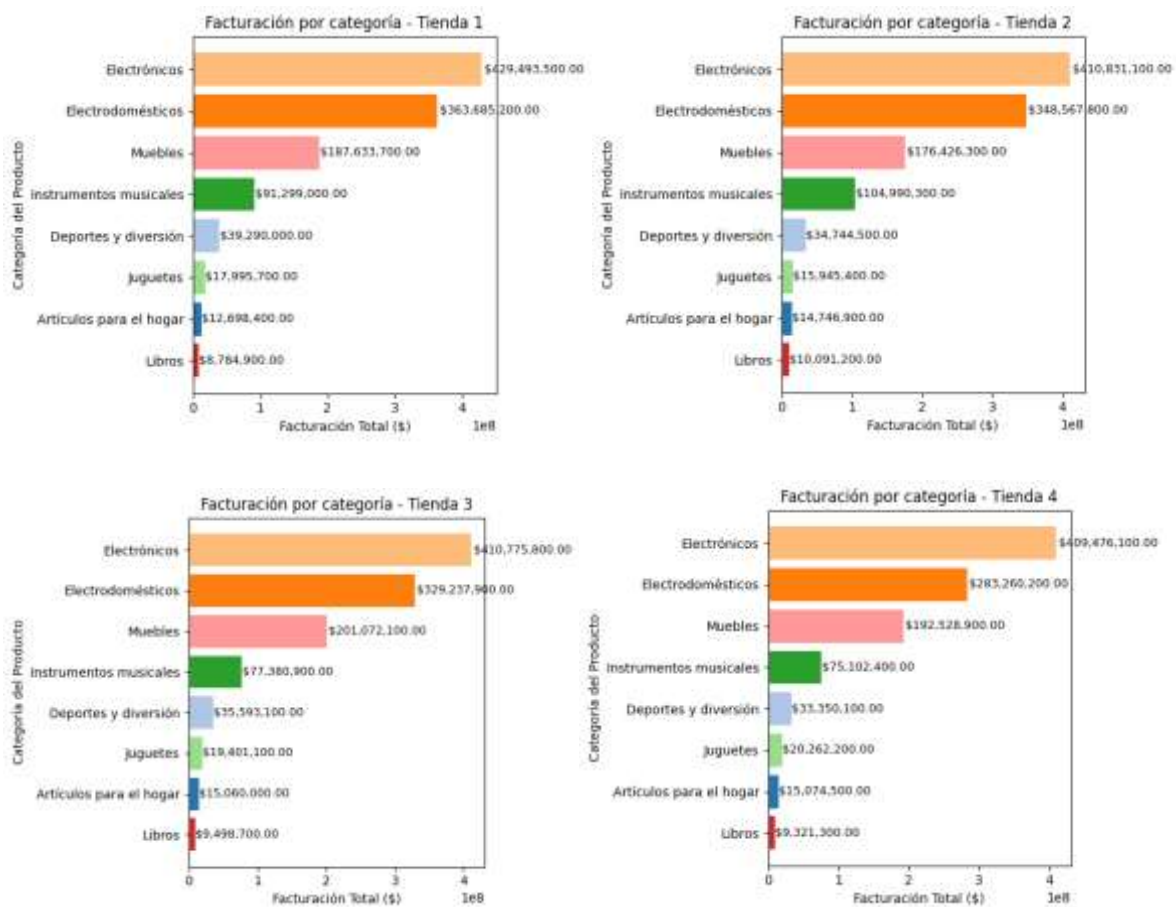 Facturación por categoría - Tienda 1
Categoría del Producto
Electrónicos $429,493,500.00
Electrodomésticos $363,685,200.00
Muebles $187,633,700.00
Instrumentos musicales $91,299,000.00
Deportes y diversión $39,290,000.00
Juguetes $17,995,700.00
Artículos para el hogar $12,698,400.00
Libros $8,784,900.00
0 1 2 3 4
Facturación Total ($) 1e8
Facturación por categoría - Tienda 2
Categoría del Producto
Electrónicos $410,831,100.00
Electrodomésticos $348,567,800.00
Muebles $176,426,300.00
Instrumentos musicales $104,990,300.00
Deportes y diversión $34,744,500.00
Juguetes $15,945,400.00
Artículos para el hogar $14,746,900.00
Libros $10,091,200.00
0 1 2 3 4
Facturación Total ($) 1e8
Facturación por categoría - Tienda 3
Categoría del Producto
Electrónicos $410,775,800.00
Electrodomésticos $329,237,900.00
Muebles $201,072,100.00
Instrumentos musicales $77,380,900.00
Deportes y diversión $35,593,100.00
Juguetes $19,401,100.00
Artículos para el hogar $15,060,000.00
Libros $9,498,700.00
0 1 2 3 4
Facturación Total ($) 1e8
Facturación por categoría - Tienda 4
Categoría del Producto
Electrónicos $409,476,100.00
Electrodomésticos $283,260,200.00
Muebles $192,528,900.00
Instrumentos musicales $75,102,400.00
Deportes y diversión $33,350,100.00
Juguetes $20,262,200.00
Artículos para el hogar $15,074,500.00
Libros $9,321,300.00
0 1 2 3 4
Facturación Total ($) 1e8